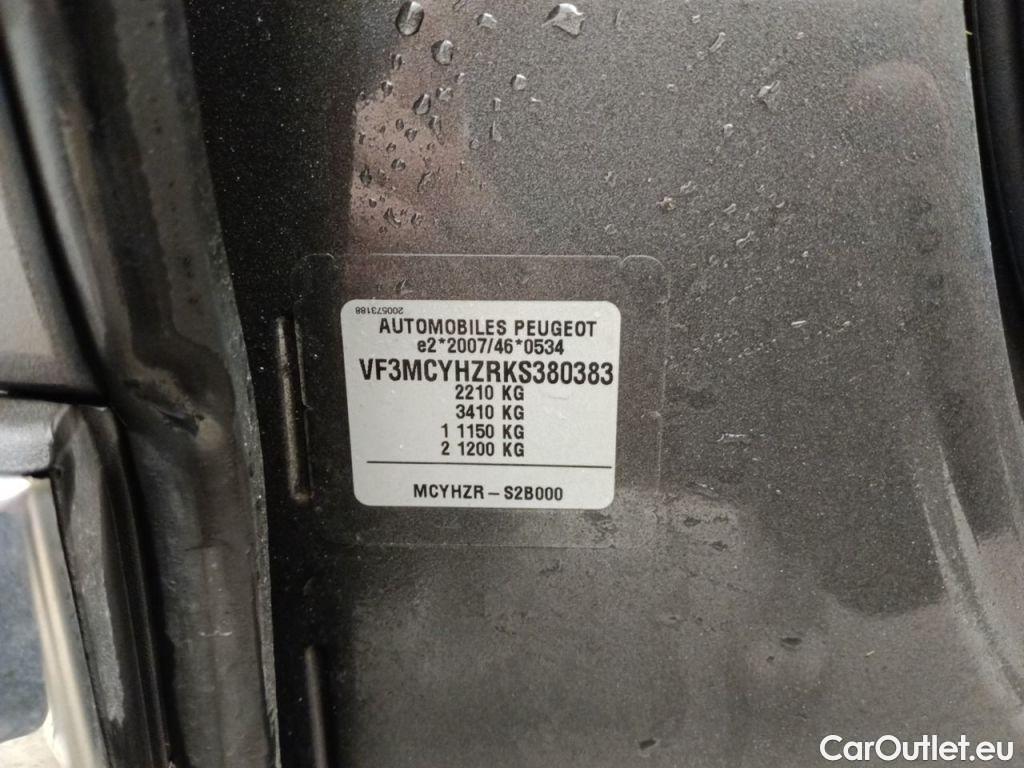 200573188
AUTOMOBILES PEUGEOT
e2*2007/46*0534
VF3MCYHZRKS380383
2210 KG
3410 KG
1 1150 KG
2 1200 KG
MCYHZR - S2B000
CarOutlet.eu